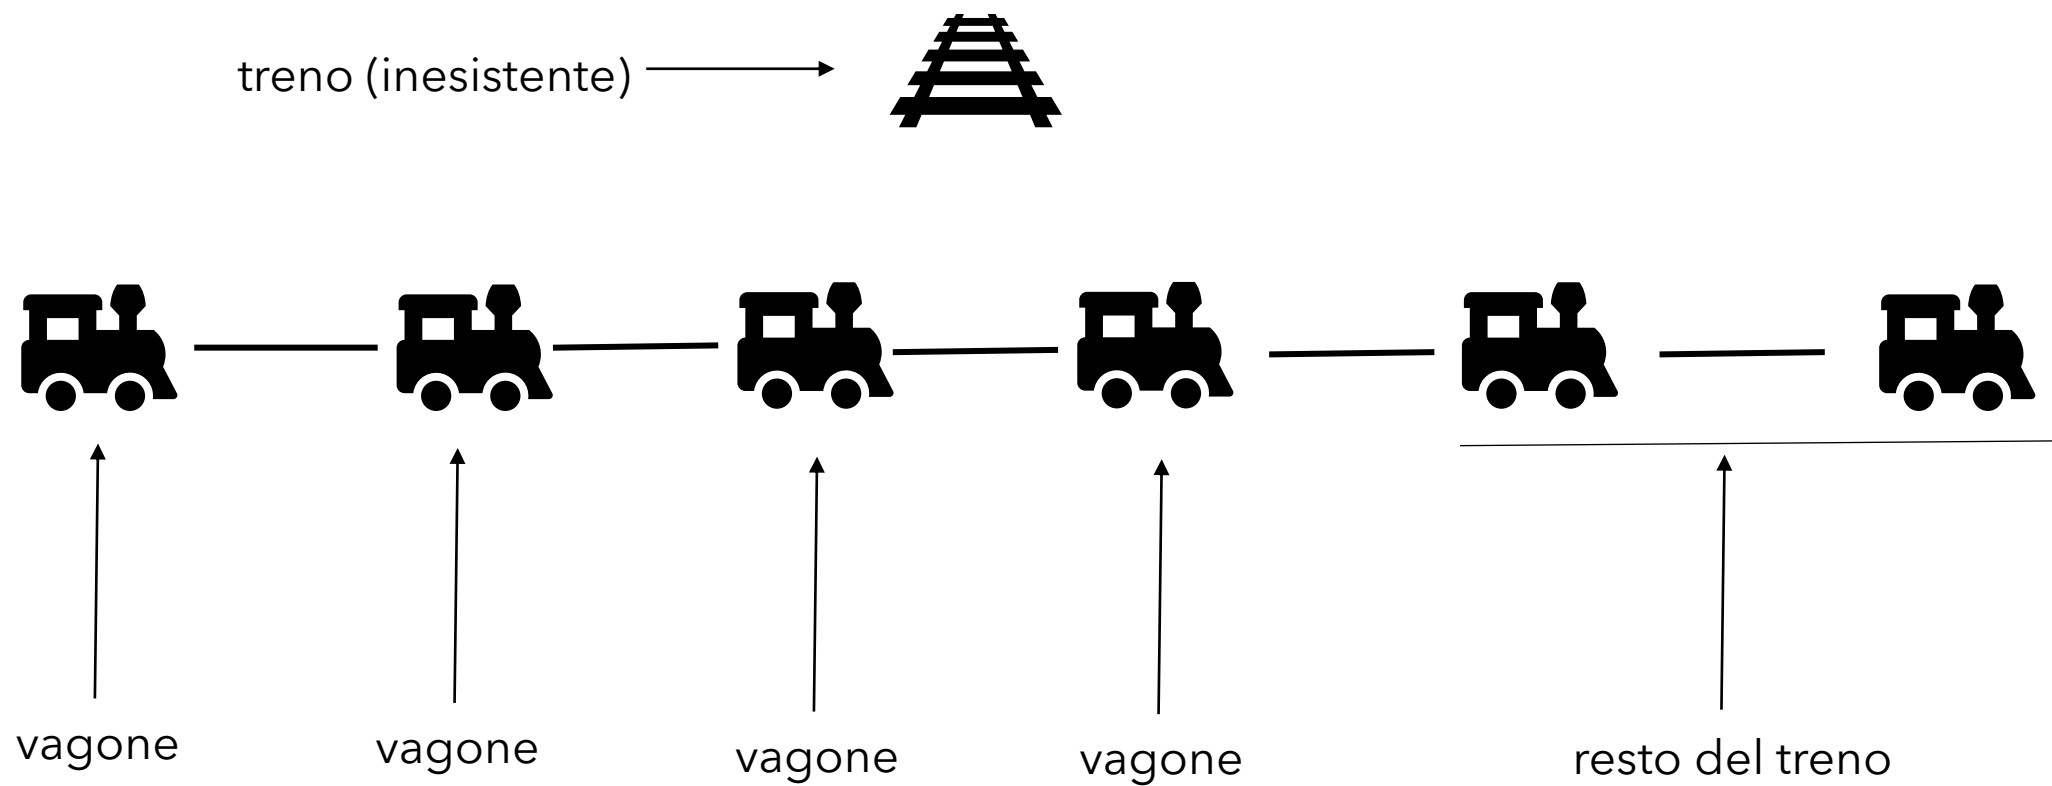 treno (inesistente)
vagone
vagone
vagone
vagone
resto del treno